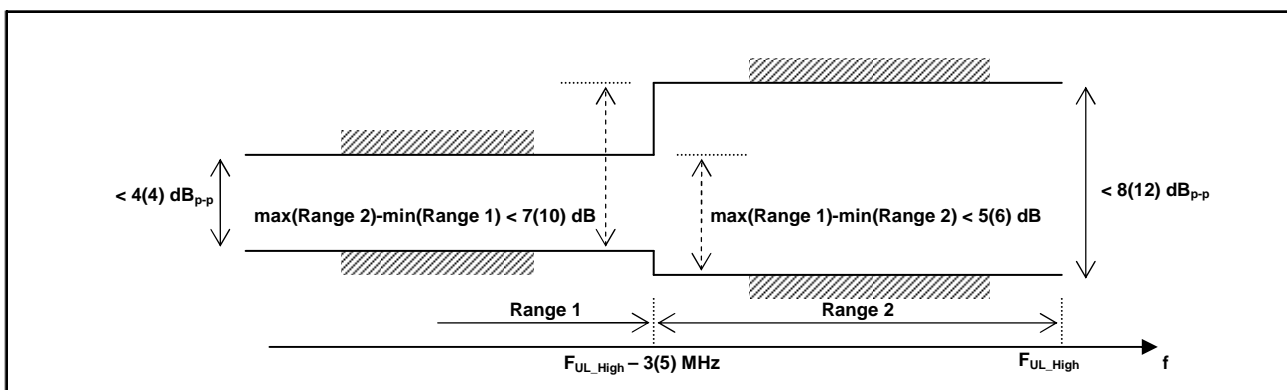 < 4(4) dBp-p
max(Range 2)-min(Range 1) < 7(10) dB
max(Range 1)-min(Range 2) < 5(6) dB
< 8(12) dBp-p
Range 1
Range 2
FUL_High – 3(5) MHz
FUL_High
f